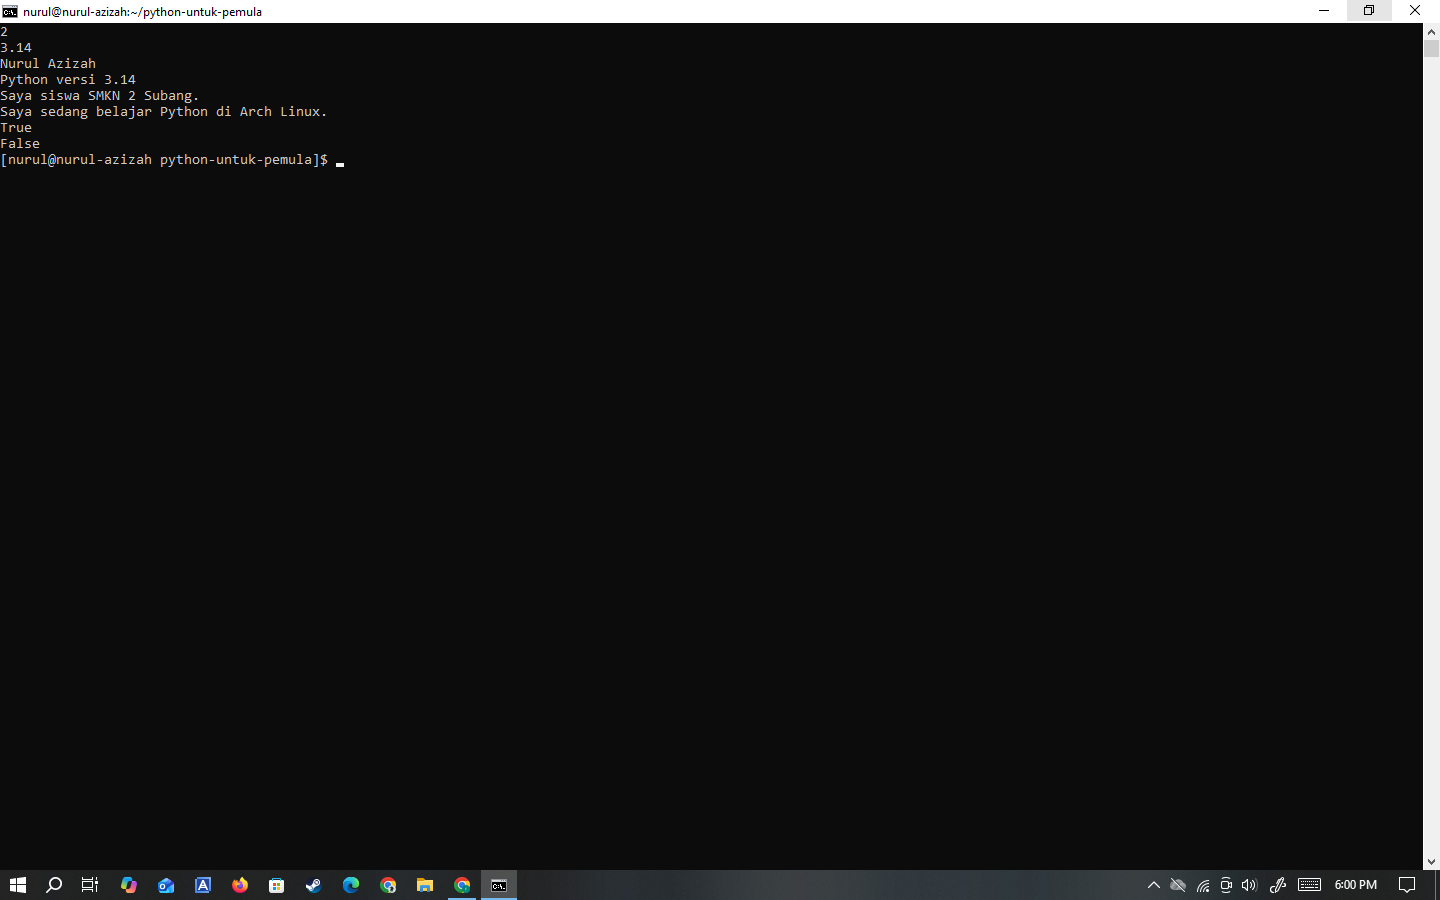 nurul@nurul-azizah:~/python-untuk-pemula
2
3.14
Nurul Azizah
Python versi 3.14
Saya siswa SMKN 2 Subang.
Saya sedang belajar Python di Arch Linux.
True
False
[nurul@nurul-azizah python-untuk-pemula]$
6:00 PM